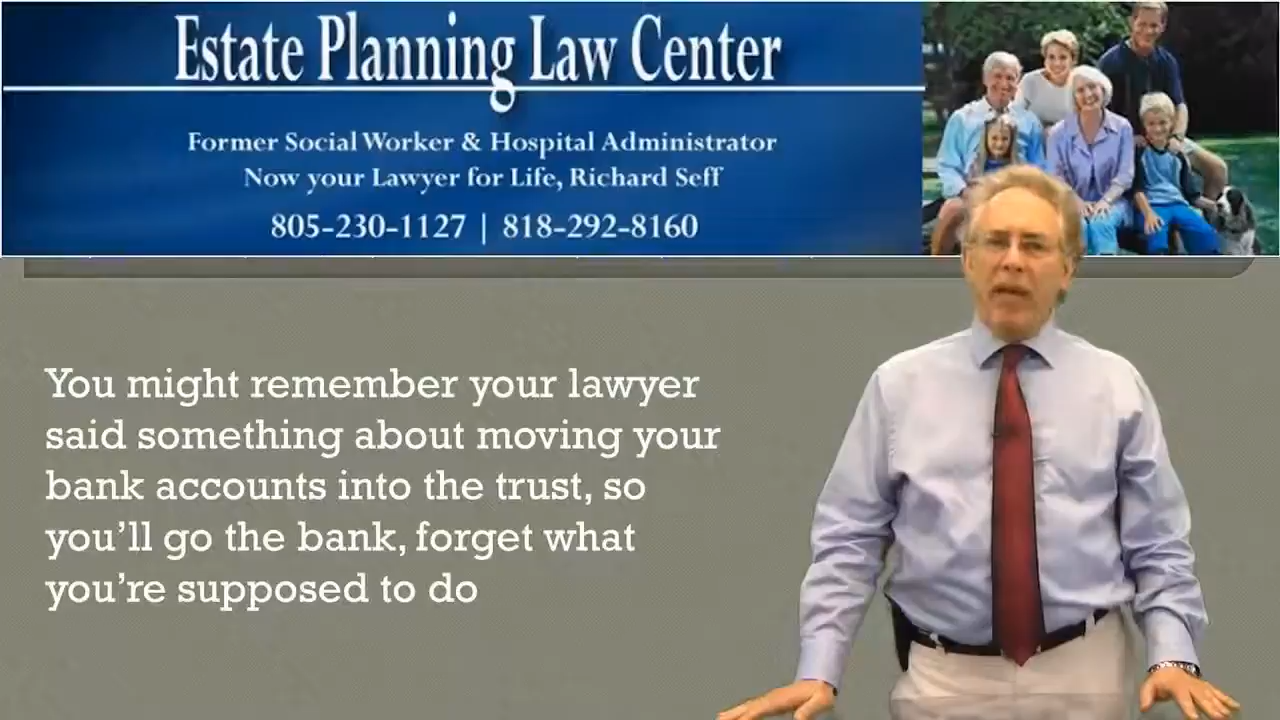 Estate Planning Law Center
Former Social Worker & Hospital Administrator
Now your Lawyer for Life, Richard Seff
805-230-1127 | 818-292-8160
You might remember your lawyer
said something about moving your
bank accounts into the trust, so
you'll go the bank, forget what
you're supposed to do